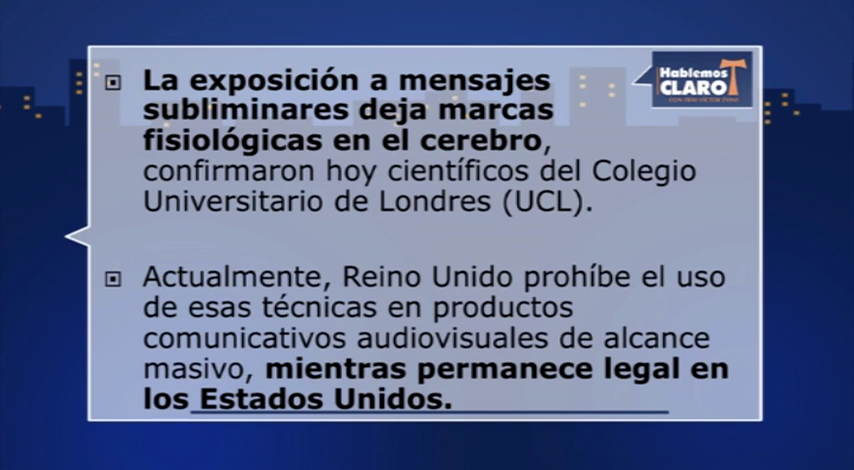 Hablemos
CLARO
La exposición a mensajes
subliminares deja marcas
fisiológicas en el cerebro,
confirmaron hoy científicos del Colegio
Universitario de Londres (UCL).
Actualmente, Reino Unido prohíbe el uso
de esas técnicas en productos
comunicativos audiovisuales de alcance
masivo, mientras permanece legal en
los Estados Unidos.